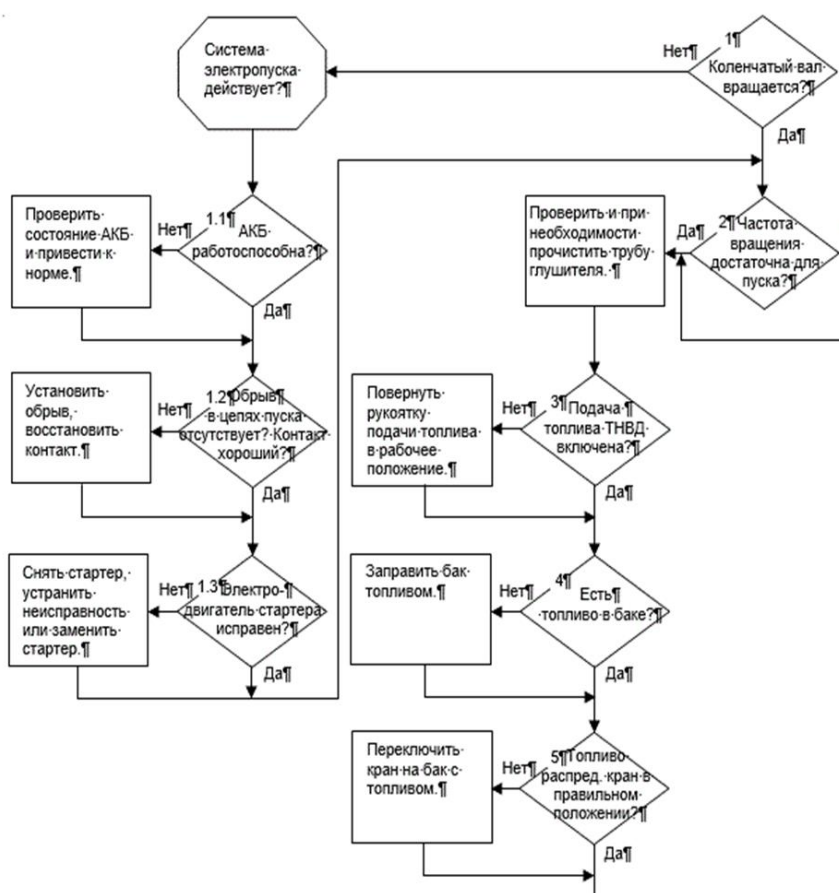 Система·
электропуска·
действует?¶
Нет¶
1¶
Коленчатый·вал·
вращается?¶
Да¶
Проверить·
состояние·АКБ·
и·привести·к·
норме.¶
Нет¶
1.1¶
АКБ·
работоспособна?¶
Да¶
Проверить·и·при·
необходимости·
прочистить·трубу·
глушителя.·¶
Да¶
2¶Частота·
вращения·
достаточна·для·
пуска?¶
Установить·
обрыв,·
восстановить·
контакт.¶
Нет¶
1.2¶Обрыв¶
в·цепях·пуска·
отсутствует?·Контакт·
хороший?¶
Да¶
Повернуть·
рукоятку·
подачи·топлива·
в·рабочее·
положение.¶
Нет¶
3¶Подача·¶
топлива·ТНВД·
включена?¶
Да¶
Снять·стартер,·
устранить·
неисправность·
или·заменить·
стартер.¶
Нет¶
1.3¶Электро-¶
двигатель·стартера·
исправен?¶
Да¶
Заправить·бак·
топливом.¶
Нет¶
4¶
Есть¶
·топливо·в·баке?¶
Да¶
Переключить·
кран·на·бак·с·
топливом.¶
Нет¶
5¶Топливо-
распред.·кран·в·
правильном·
положении?¶
Да¶